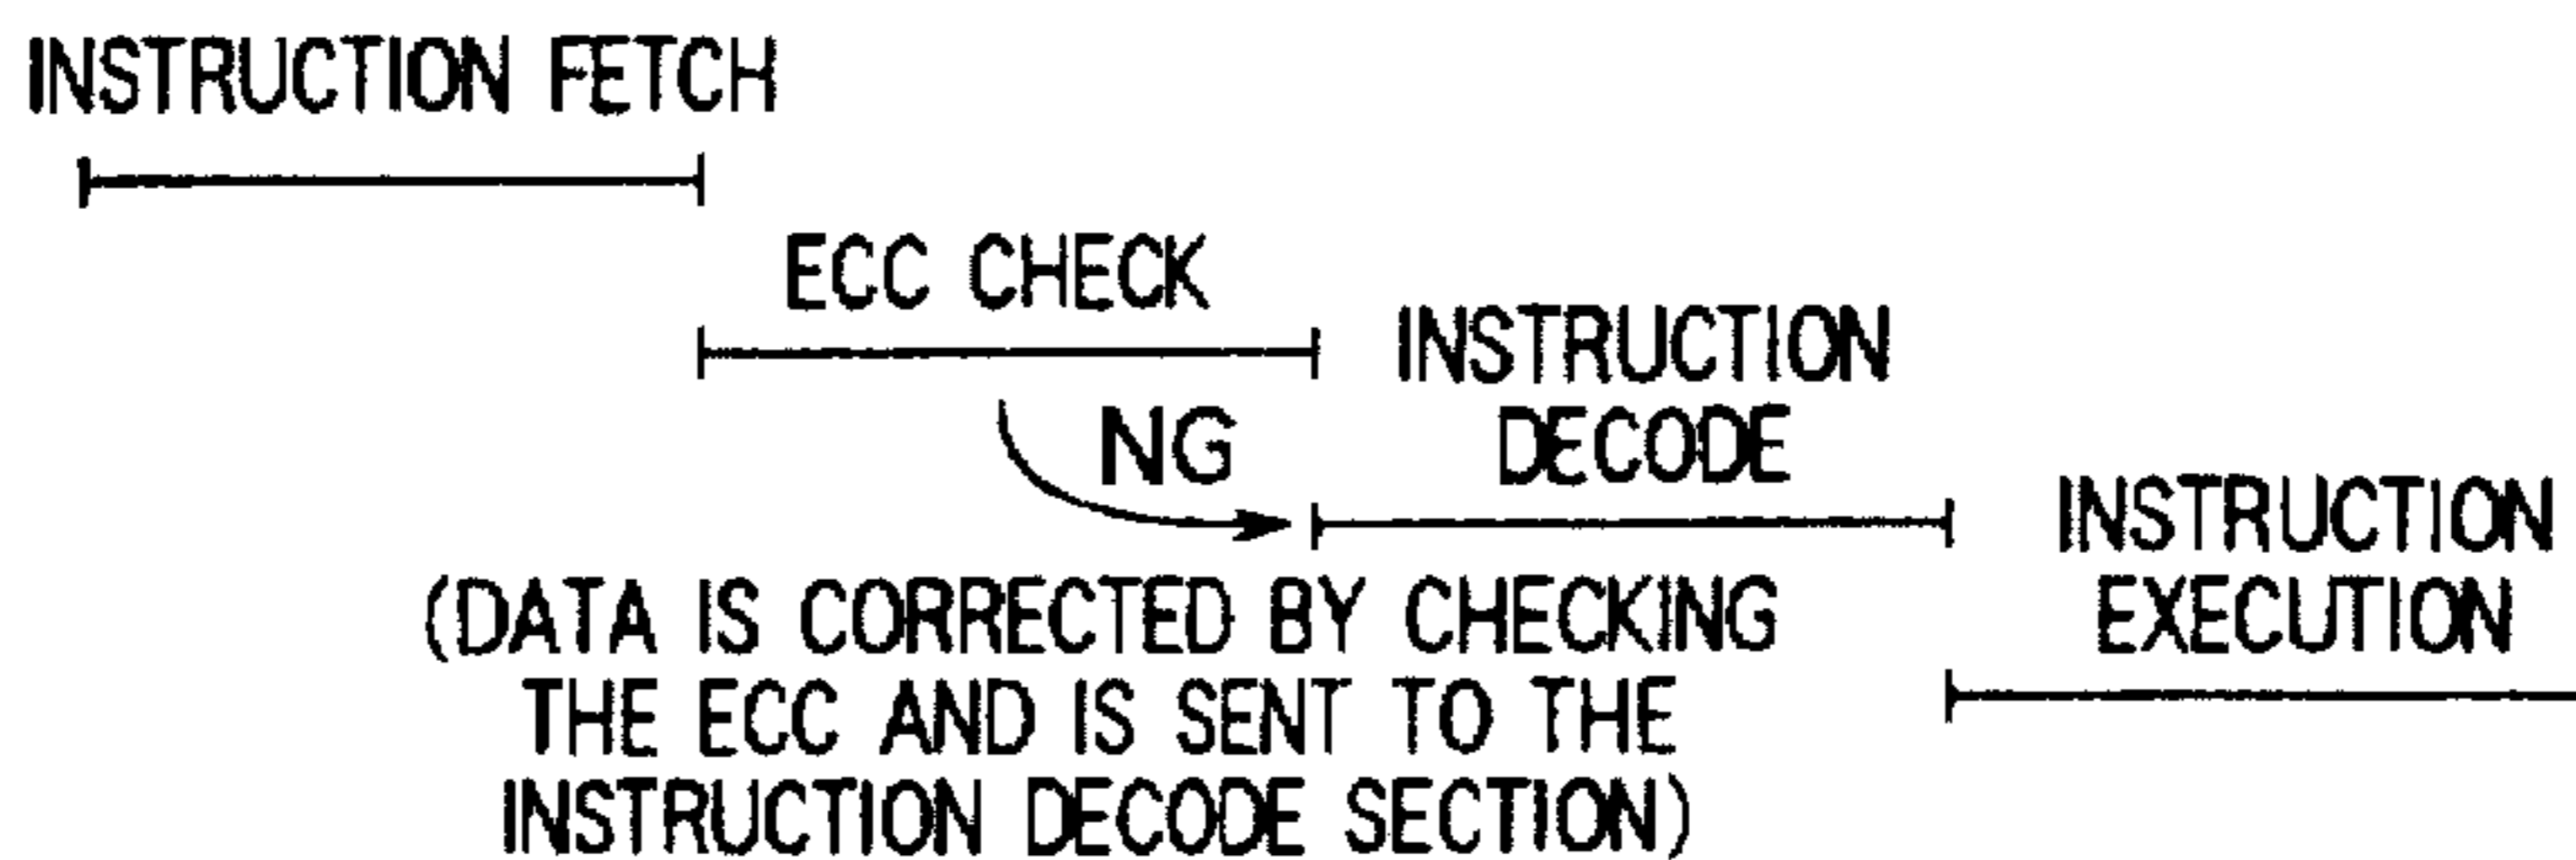 INSTRUCTION FETCH
ECC CHECK
INSTRUCTION
DECODE
NG
INSTRUCTION
EXECUTION
(DATA IS CORRECTED BY CHECKING
THE ECC AND IS SENT TO THE
INSTRUCTION DECODE SECTION)